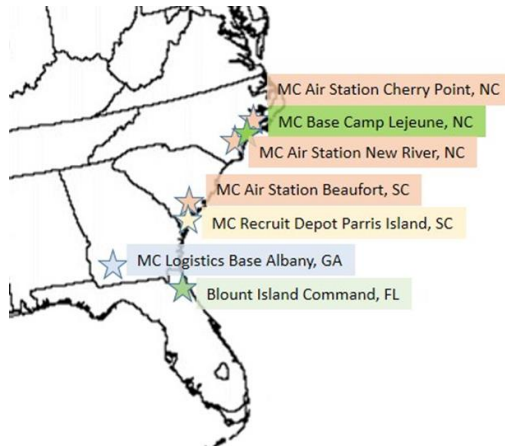 MC Air Station Cherry Point, NC
MC Base Camp Lejeune, NC
MC Air Station New River, NC
MC Air Station Beaufort, SC
MC Recruit Depot Parris Island, SC
MC Logistics Base Albany, GA
Blount Island Command, FL